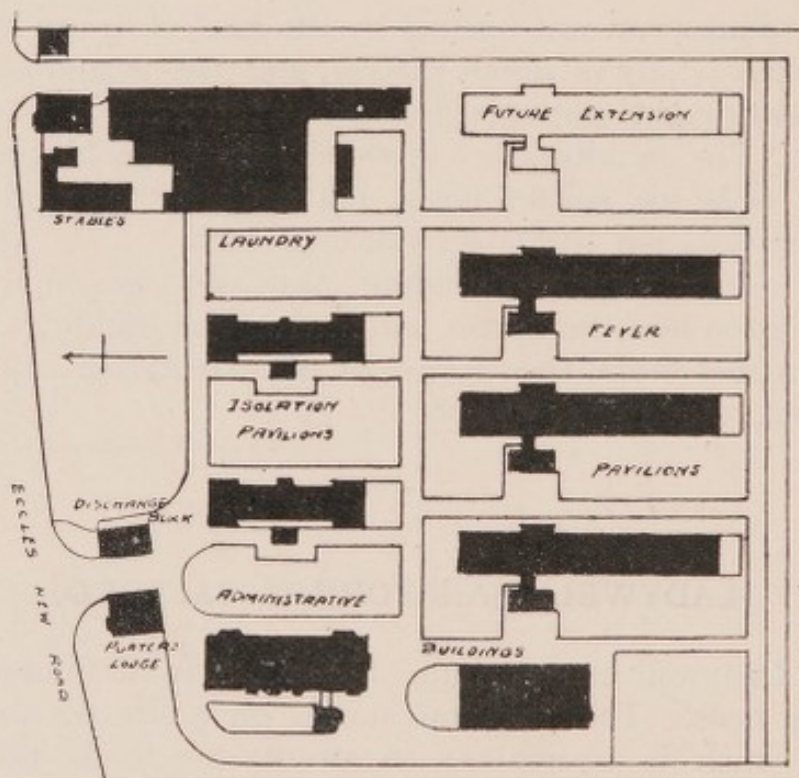 FUTURE EXTENSION
STABLES
LAUNDRY
FEVER
ISOLATION
PAVILIONS
PAVILIONS
DISCHARGE
BLOCK
ECCLES NEW ROAD
ADMINISTRATIVE
BUILDINGS
PORTERS
LODGE